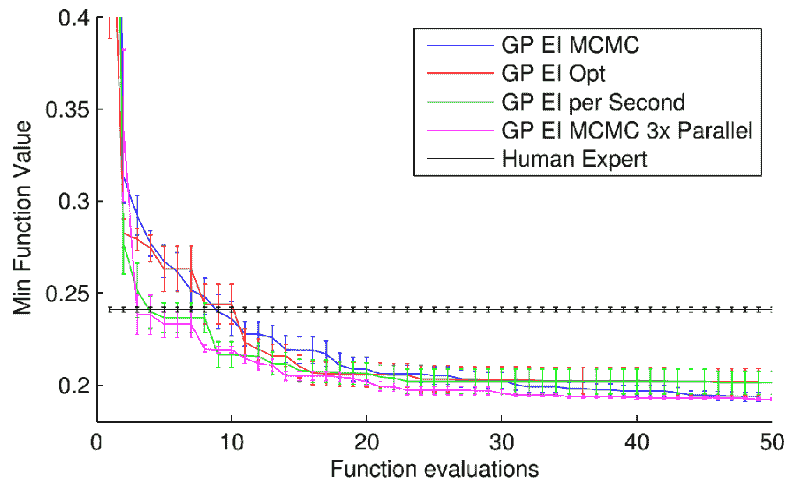 0.4
0.35
0.3
0.25
0.2
Min Function Value
GP EI MCMC
GP EI Opt
GP EI per Second
GP EI MCMC 3x Parallel
Human Expert
0 10 20 30 40 50
Function evaluations